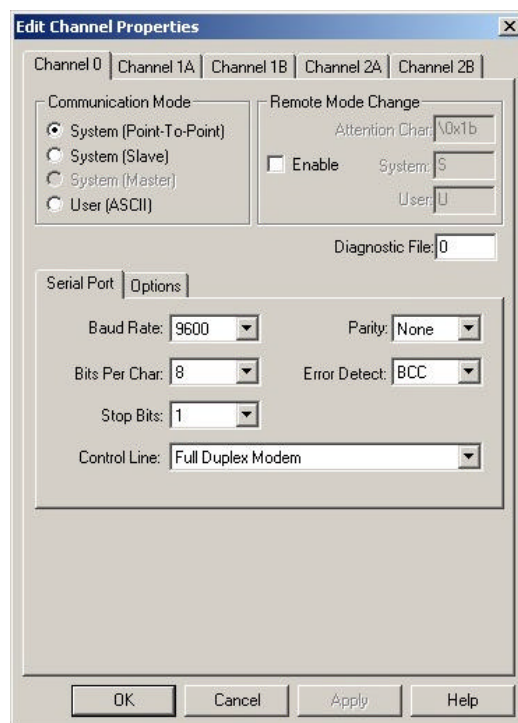 Edit Channel Properties
Channel 0 Channel 1A Channel 1B Channel 2A Channel 2B
Communication Mode
System (Point-To-Point)
System (Slave)
System (Master)
User (ASCII)
Remote Mode Change
Attention Char: \0x1b
Enable System: S
User: U
Diagnostic File: 0
Serial Port Options
Baud Rate: 9600 Parity: None
Bits Per Char: 8 Error Detect: BCC
Stop Bits: 1
Control Line: Full Duplex Modem
OK Cancel Apply Help